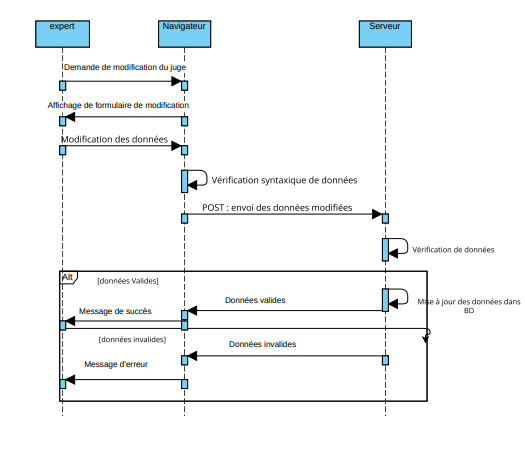 expert
Navigateur
Serveur
Demande de modification du juge
Affichage de formulaire de modification
Modification des données
Vérification syntaxique de données
POST : envoi des données modifiées
Vérification de données
Alt
[données Valides]
Données valides
Mise à jour des données dans
BD
Message de succès
[données invalides]
Données invalides
Message d'erreur